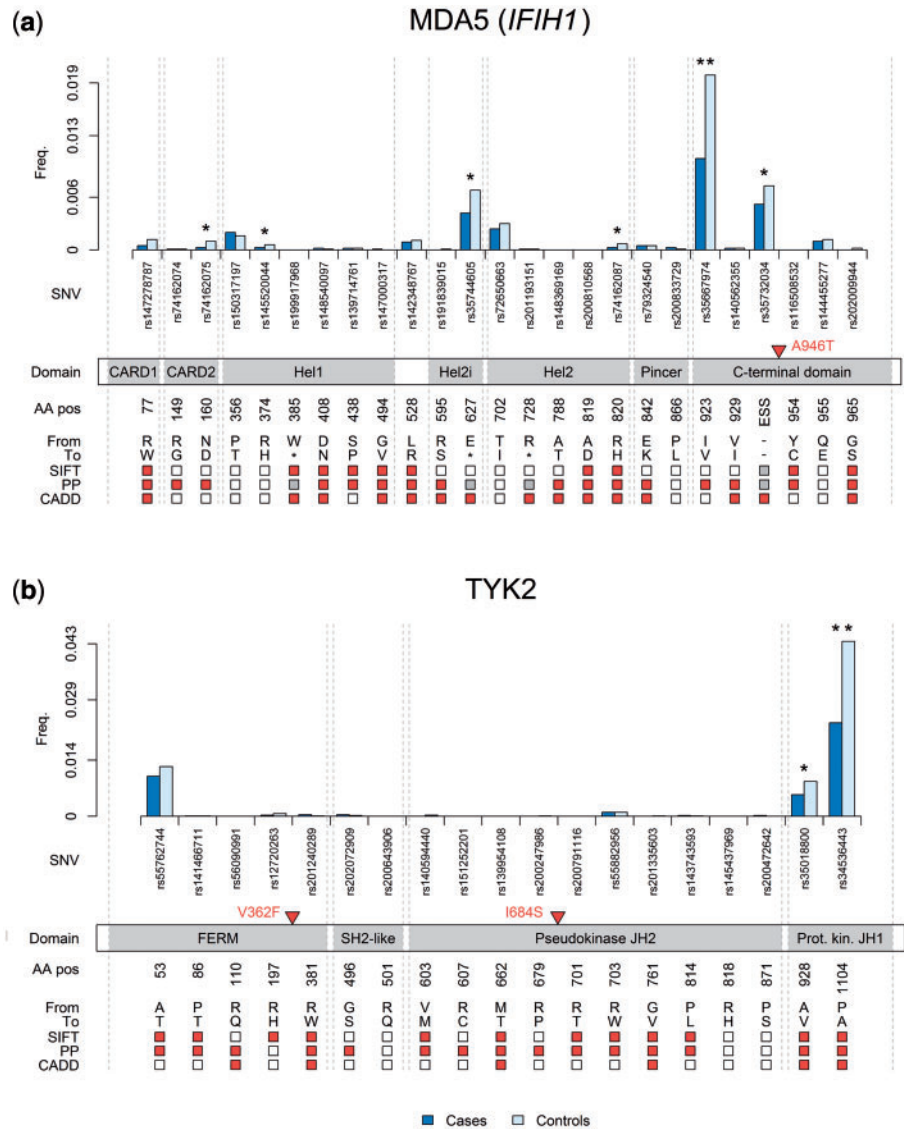 (a) MDA5 (IFIH1)
Freq.
0.019
0.013
0.006
0
* * * * ** *
SNV
rs147278787 rs74162074 rs74162075 rs150317197 rs145520044 rs199917968 rs148540097 rs139714761 rs147000317 rs142348767 rs191839015 rs35744605 rs72650663 rs201193151 rs148369169 rs200810568 rs74162087 rs79324540 rs200833729 rs35667974 rs140562355 rs35732034 rs116508532 rs144455277 rs202009944
A946T
Domain CARD1 CARD2 Hel1 Hel2i Hel2 Pincer C-terminal domain
AA pos 77 149 160 356 374 385 408 438 494 528 595 627 702 728 788 819 820 842 866 923 929 ESS 954 955 965
From R R N P R W D S G L R E T R A A R E P I V - Y Q G
To W G D T H * N P V R S * I * T D H K L V I - C E S
SIFT
PP
CADD
(b) TYK2
Freq.
0.043
0.029
0.014
0
* **
SNV
rs55762744 rs141466711 rs56090991 rs12720263 rs201240289 rs202072909 rs200643906 rs140594440 rs151252201 rs139954108 rs200247986 rs200791116 rs55882956 rs201335603 rs143743593 rs145437969 rs200472642 rs35018800 rs34536443
V362F I684S
Domain FERM SH2-like Pseudokinase JH2 Prot. kin. JH1
AA pos 53 86 110 197 381 496 501 603 607 662 679 701 703 761 814 818 871 928 1104
From A P R R R G R V R M R R R G P R P A P
To T T Q H W S Q M C T P T W V L H S V A
SIFT
PP
CADD
Cases Controls